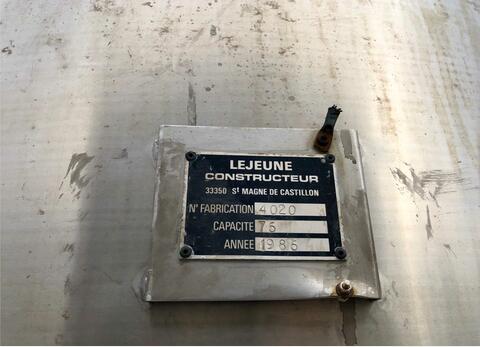 LEJEUNE
CONSTRUCTEUR
33350 St MAGNE DE CASTILLON
N° FABRICATION 4020
CAPACITE 75
ANNEE 1986